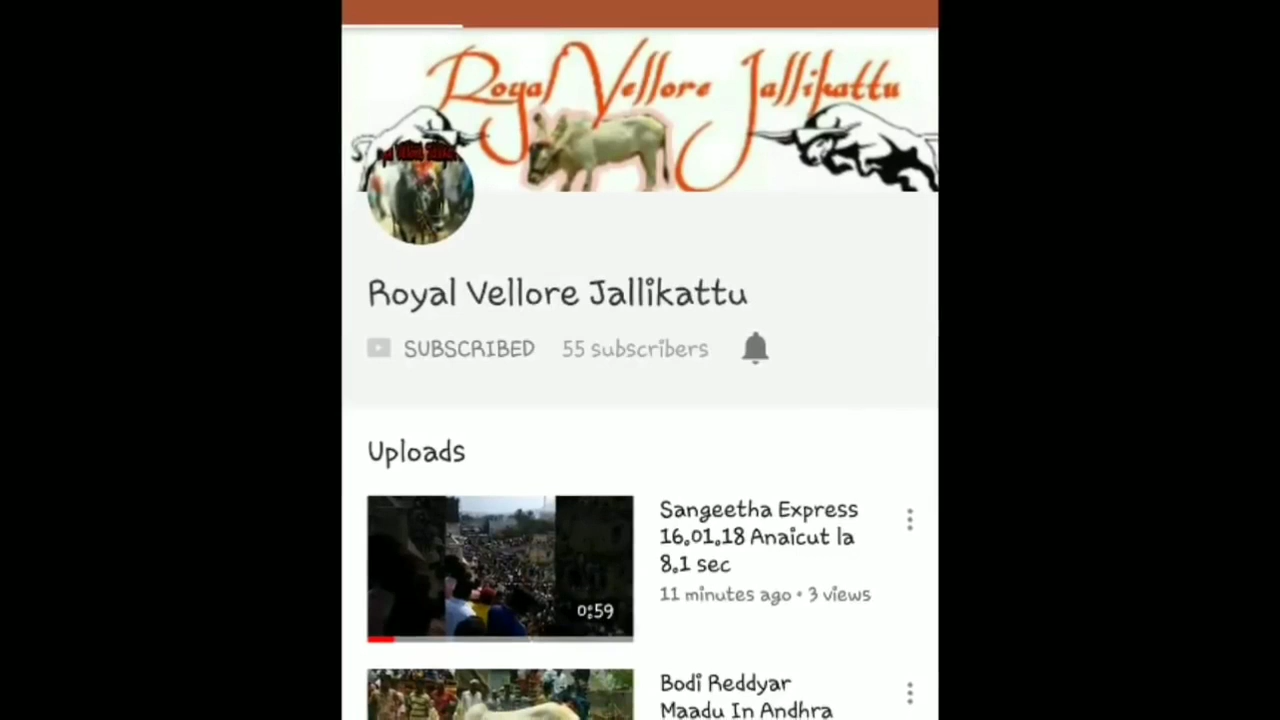 Royal Vellore Jallikattu
Royal Vellore Jallikattu
SUBSCRIBED 55 subscribers
Uploads
Sangeetha Express
16.01.18 Anaicut la
8.1 sec
11 minutes ago • 3 views
0:59
Bodi Reddyar
Maadu In Andhra